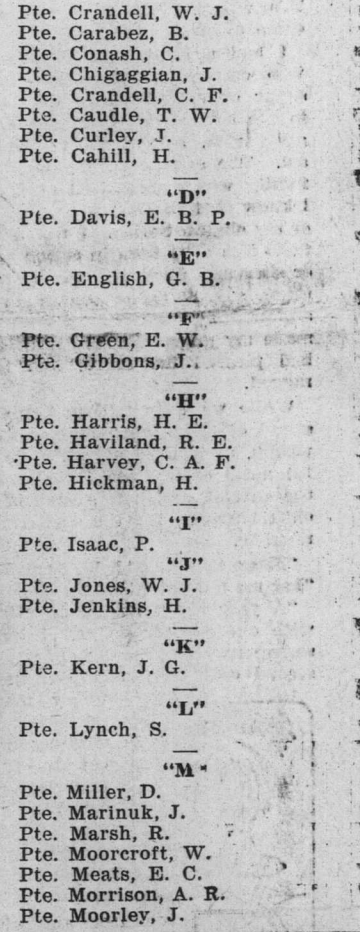 Pte. Crandell, W. J.
Pte. Carabez, B.
Pte. Conash, C.
Pte. Chigaggian, J.
Pte. Crandell, C. F.
Pte. Caudle, T. W.
Pte. Curley, J.
Pte. Cahill, H.
"D"
Pte. Davis, E. B. P.
"E"
Pte. English, G. B.
"F"
Pte. Green, E. W.
Pte. Gibbons, J.
"H"
Pte. Harris, H. E.
Pte. Haviland, R. E.
Pte. Harvey, C. A. F.
Pte. Hickman, H.
"I"
Pte. Isaac, P.
"J"
Pte. Jones, W. J.
Pte. Jenkins, H.
"K"
Pte. Kern, J. G.
"L"
Pte. Lynch, S.
"M"
Pte. Miller, D.
Pte. Marinuk, J.
Pte. Marsh, R.
Pte. Moorcroft, W.
Pte. Meats, E. C.
Pte. Morrison, A. R.
Pte. Moorley, J.